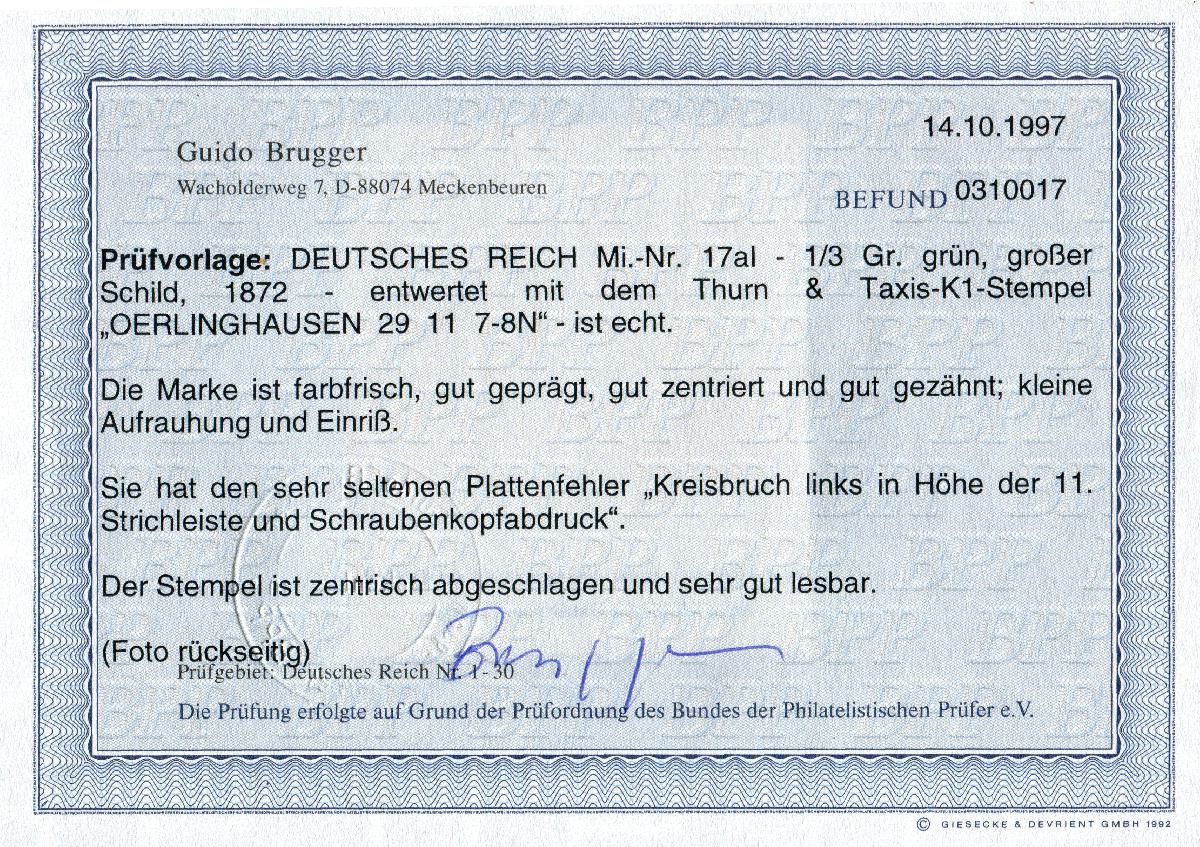 14.10.1997
Guido Brugger
Wacholderweg 7, D-88074 Meckenbeuren
BEFUND 0310017
Prüfvorlage: DEUTSCHES REICH Mi.-Nr. 17aI - 1/3 Gr. grün, großer
Schild, 1872 - entwertet mit dem Thurn & Taxis-K1-Stempel
„OERLINGHAUSEN 29 11 7-8N“ - ist echt.
Die Marke ist farbfrisch, gut geprägt, gut zentriert und gut gezähnt; kleine
Aufrauhung und Einriß.
Sie hat den sehr seltenen Plattenfehler „Kreisbruch links in Höhe der 11.
Strichleiste und Schraubenkopfabdruck“.
Der Stempel ist zentrisch abgeschlagen und sehr gut lesbar.
(Foto rückseitig)
Prüfgebiet: Deutsches Reich Nr. 1 - 30
Die Prüfung erfolgte auf Grund der Prüfordnung des Bundes der Philatelistischen Prüfer e.V.
© GIESECKE & DEVRIENT GMBH 1992